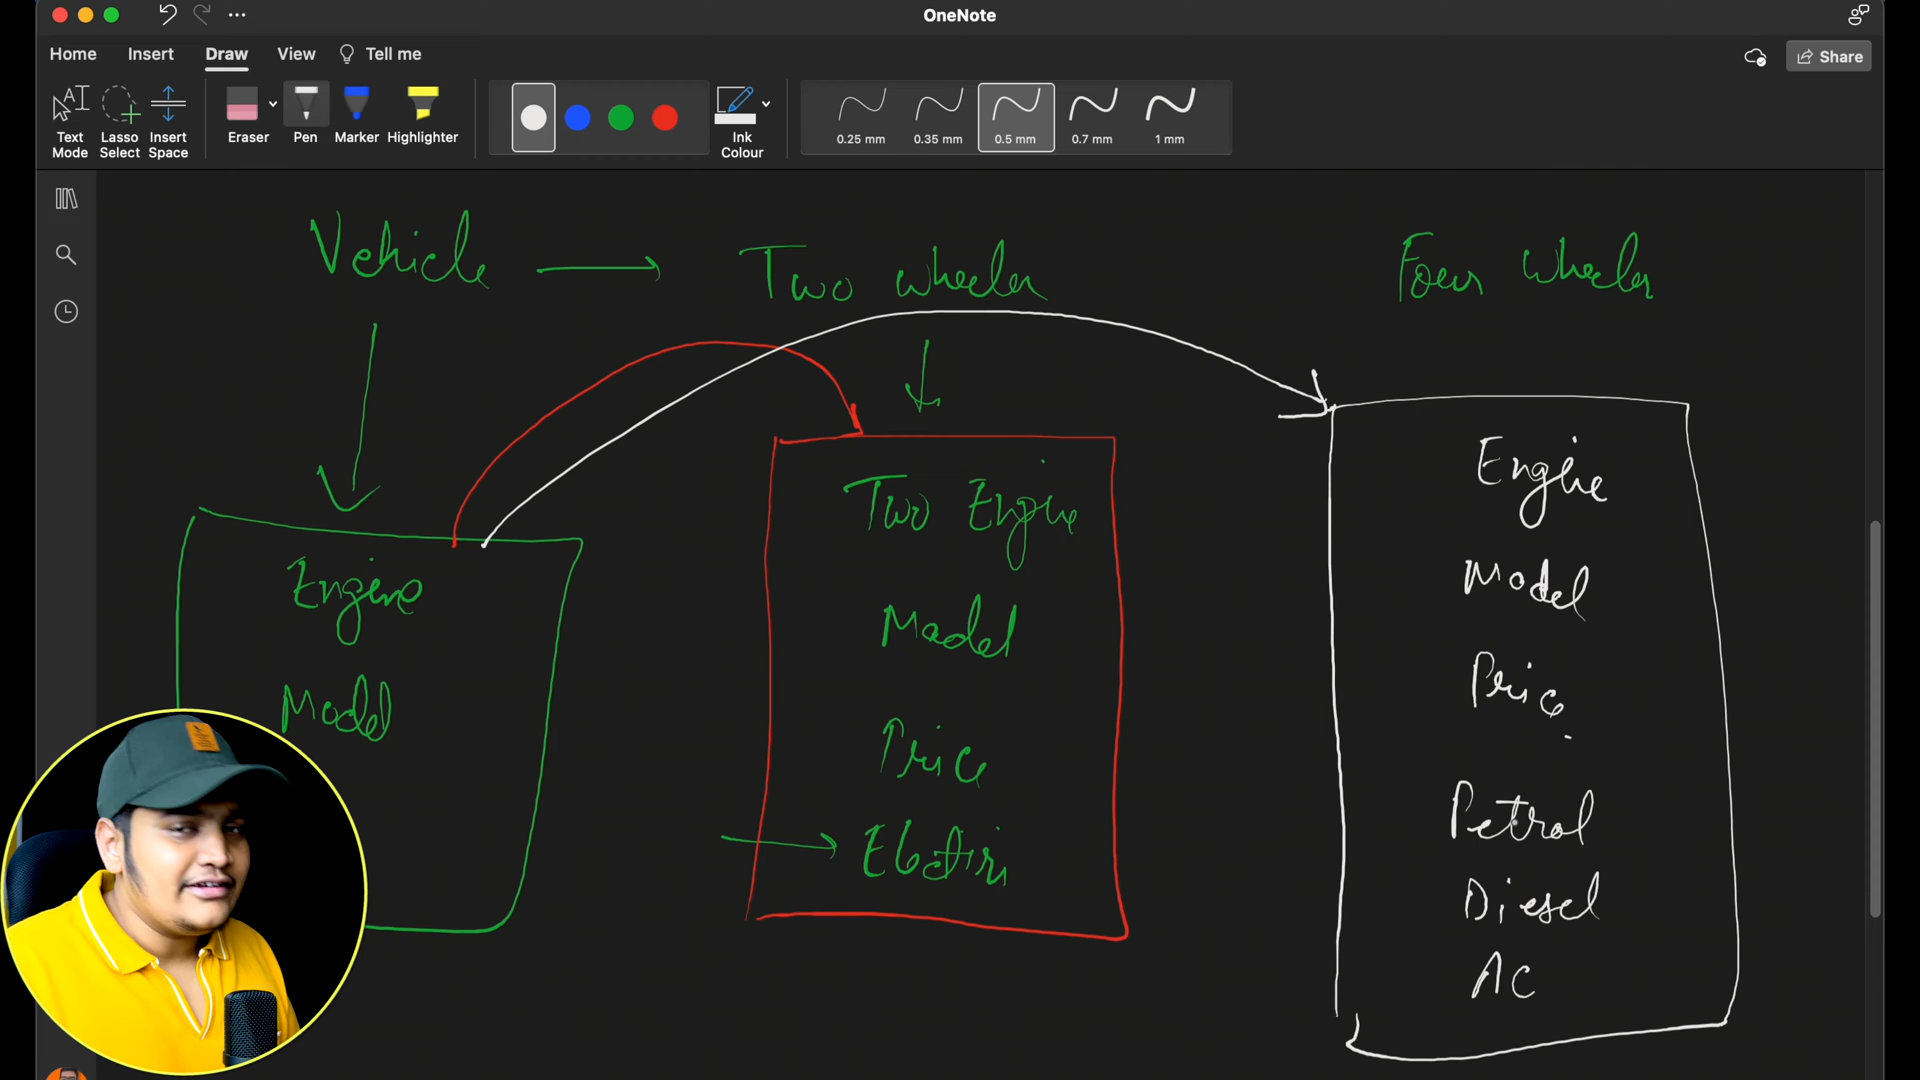 OneNote
Home Insert Draw View Tell me
Share
Text Mode
Lasso Select
Insert Space
Eraser
Pen
Marker
Highlighter
Ink Colour
0.25 mm
0.35 mm
0.5 mm
0.7 mm
1 mm
Vehicle
Two wheeler
Four wheeler
Engine
Model
Two Engine
Model
Price
Engine
Model
Price
Petrol
Diesel
AC